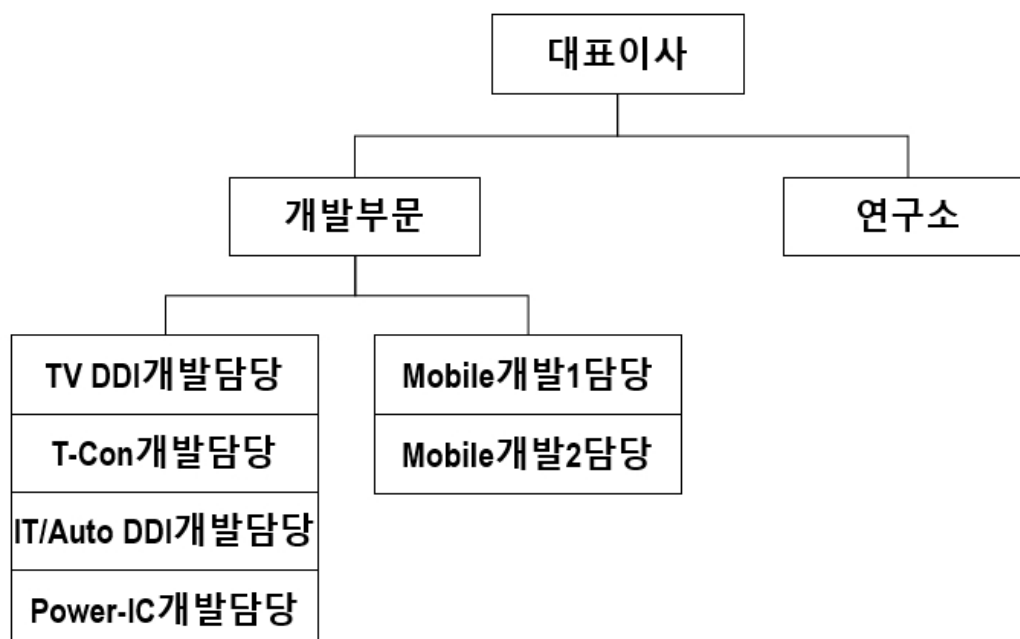 대표이사
개발부문
연구소
TV DDI개발담당
T-Con개발담당
IT/Auto DDI개발담당
Power-IC개발담당
Mobile개발1담당
Mobile개발2담당